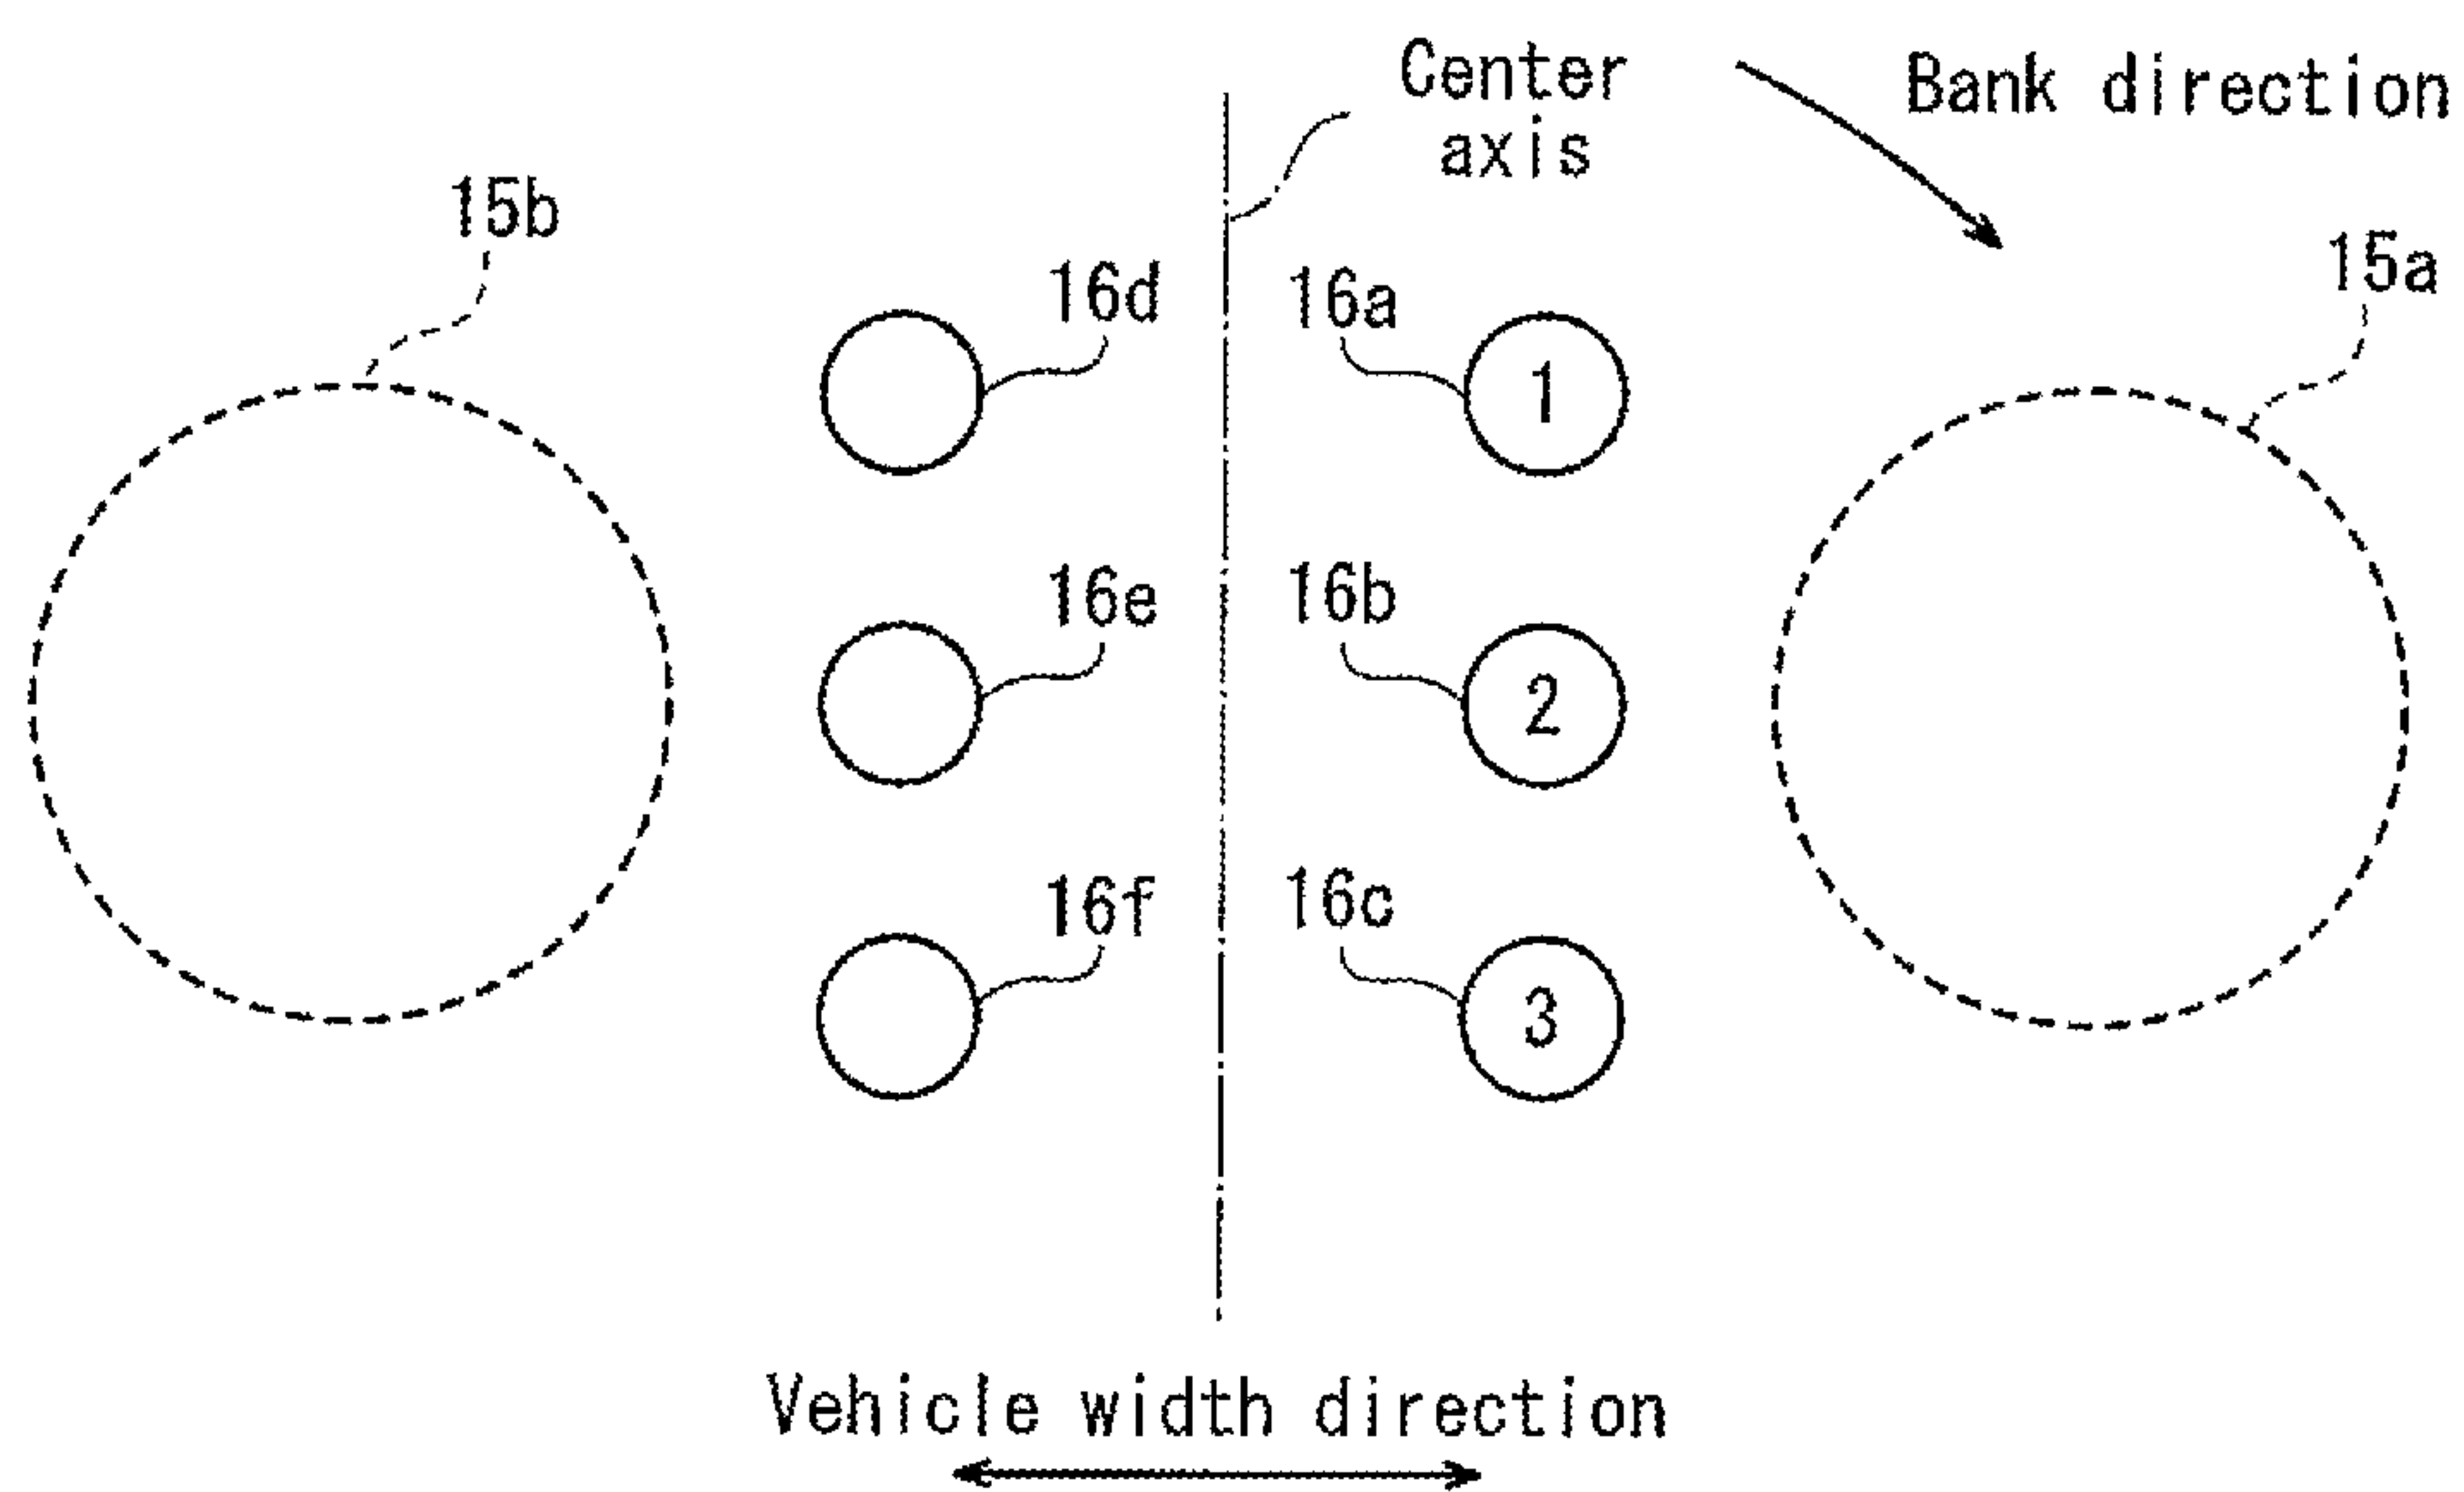 Center
axis
Bank direction
15b
15a
16d
16a
1
16e
16b
2
16f
16c
3
Vehicle width direction